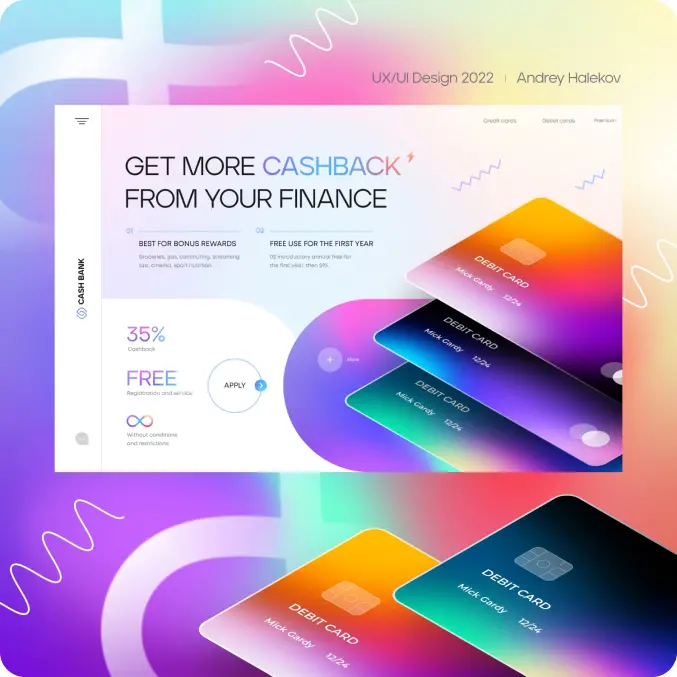 UX/UI Design 2022 | Andrey Halekov
Credit cards Debet cards Premium
GET MORE CASHBACK
FROM YOUR FINANCE
01
BEST FOR BONUS REWARDS
Groceries, gas, commuting, streaming
spa, cinema, sport nutrition.
02
FREE USE FOR THE FIRST YEAR
0$ introductory annual free for
the first year, then $95.
CASH BANK
35%
Cashback
FREE
Registration and service
Without conditions
and restrictions
APPLY
More
DEBIT CARD
Mick Gardy 12/24
DEBIT CARD
Mick Gardy 12/24
DEBIT CARD
Mick Gardy 12/24
DEBIT CARD
Mick Gardy 12/24
DEBIT CARD
Mick Gardy 12/24